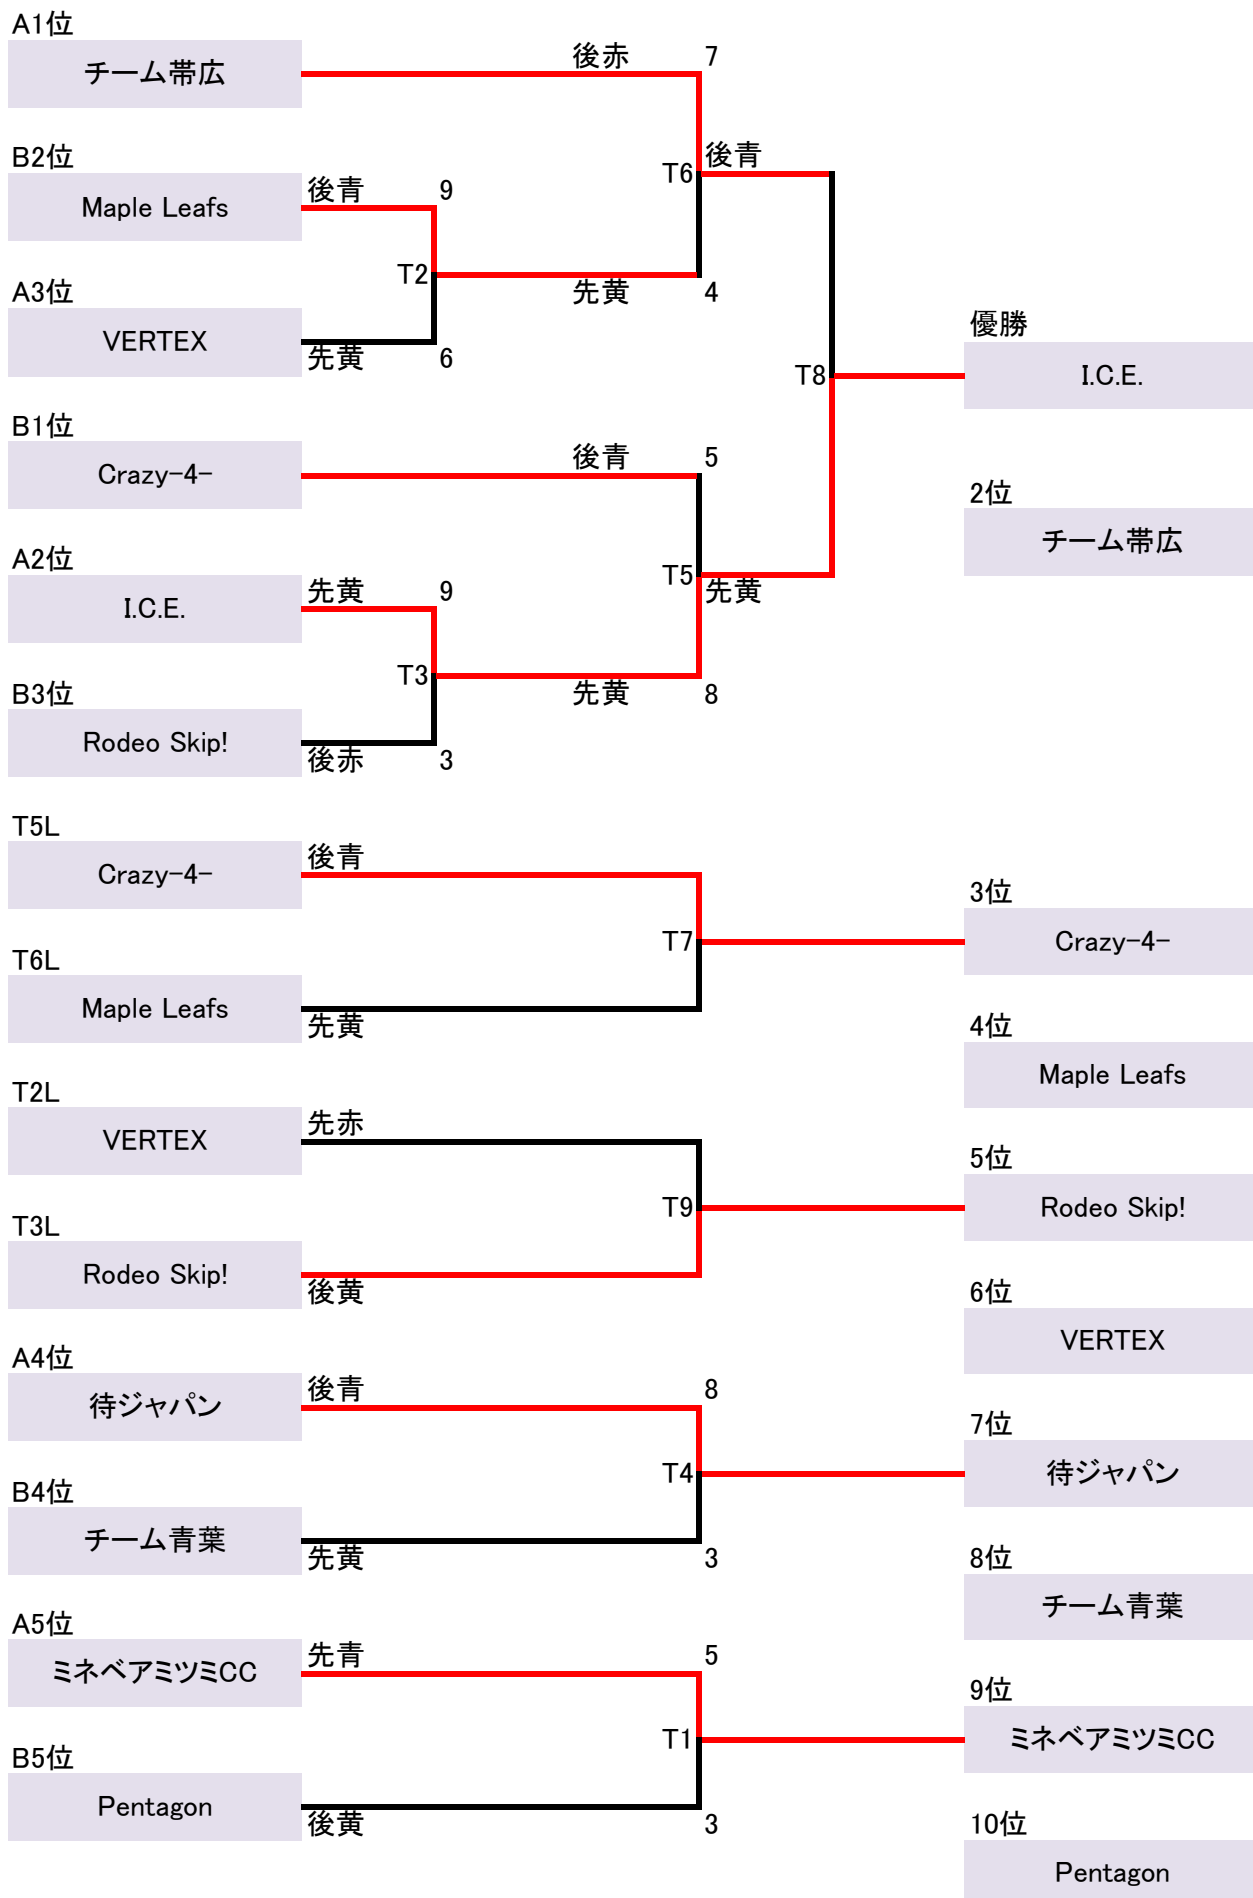 A1位
チーム帯広
後赤
7
B2位
Maple Leafs
後青
9
T6
後青
T2
先黄
4
A3位
VERTEX
先黄
6
優勝
I.C.E.
T8
B1位
Crazy-4-
後青
5
2位
チーム帯広
A2位
I.C.E.
先黄
9
T5
先黄
T3
先黄
8
B3位
Rodeo Skip!
後赤
3
T5L
Crazy-4-
後青
3位
Crazy-4-
T7
T6L
Maple Leafs
先黄
4位
Maple Leafs
T2L
VERTEX
先赤
5位
Rodeo Skip!
T9
T3L
Rodeo Skip!
後黄
6位
VERTEX
A4位
待ジャパン
後青
8
7位
待ジャパン
T4
B4位
チーム青葉
先黄
3
8位
チーム青葉
A5位
ミネベアミツミCC
先青
5
9位
ミネベアミツミCC
T1
B5位
Pentagon
後黄
3
10位
Pentagon